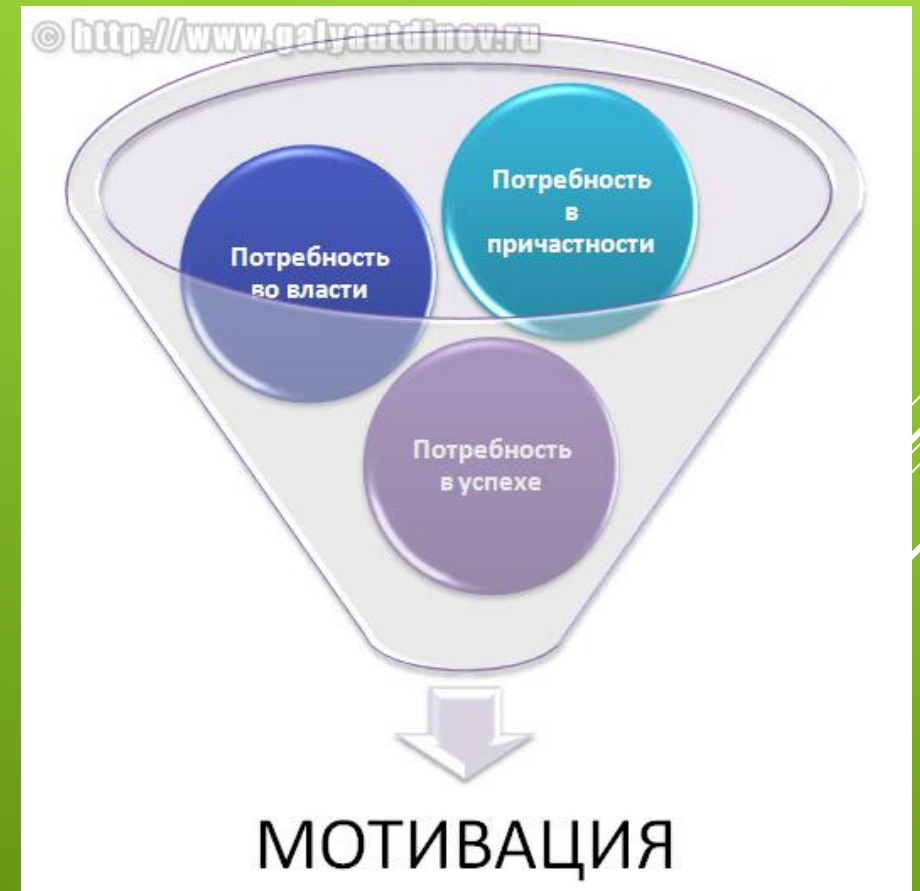 © http://www.galyautdinov.ru
Потребность
в
причастности
Потребность
во власти
Потребность
в успехе
МОТИВАЦИЯ